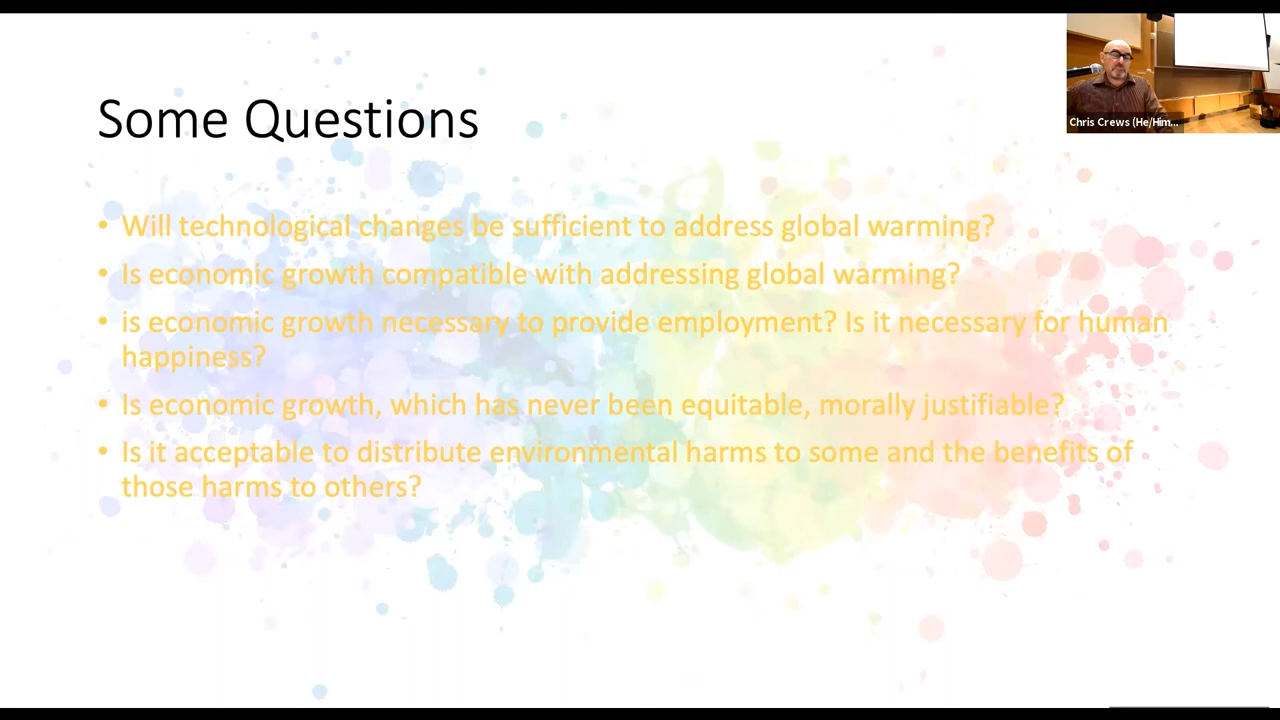 Some Questions
• Will technological changes be sufficient to address global warming?
• Is economic growth compatible with addressing global warming?
• is economic growth necessary to provide employment? Is it necessary for human
happiness?
• Is economic growth, which has never been equitable, morally justifiable?
• Is it acceptable to distribute environmental harms to some and the benefits of
those harms to others?
Chris Crews (He/Him...